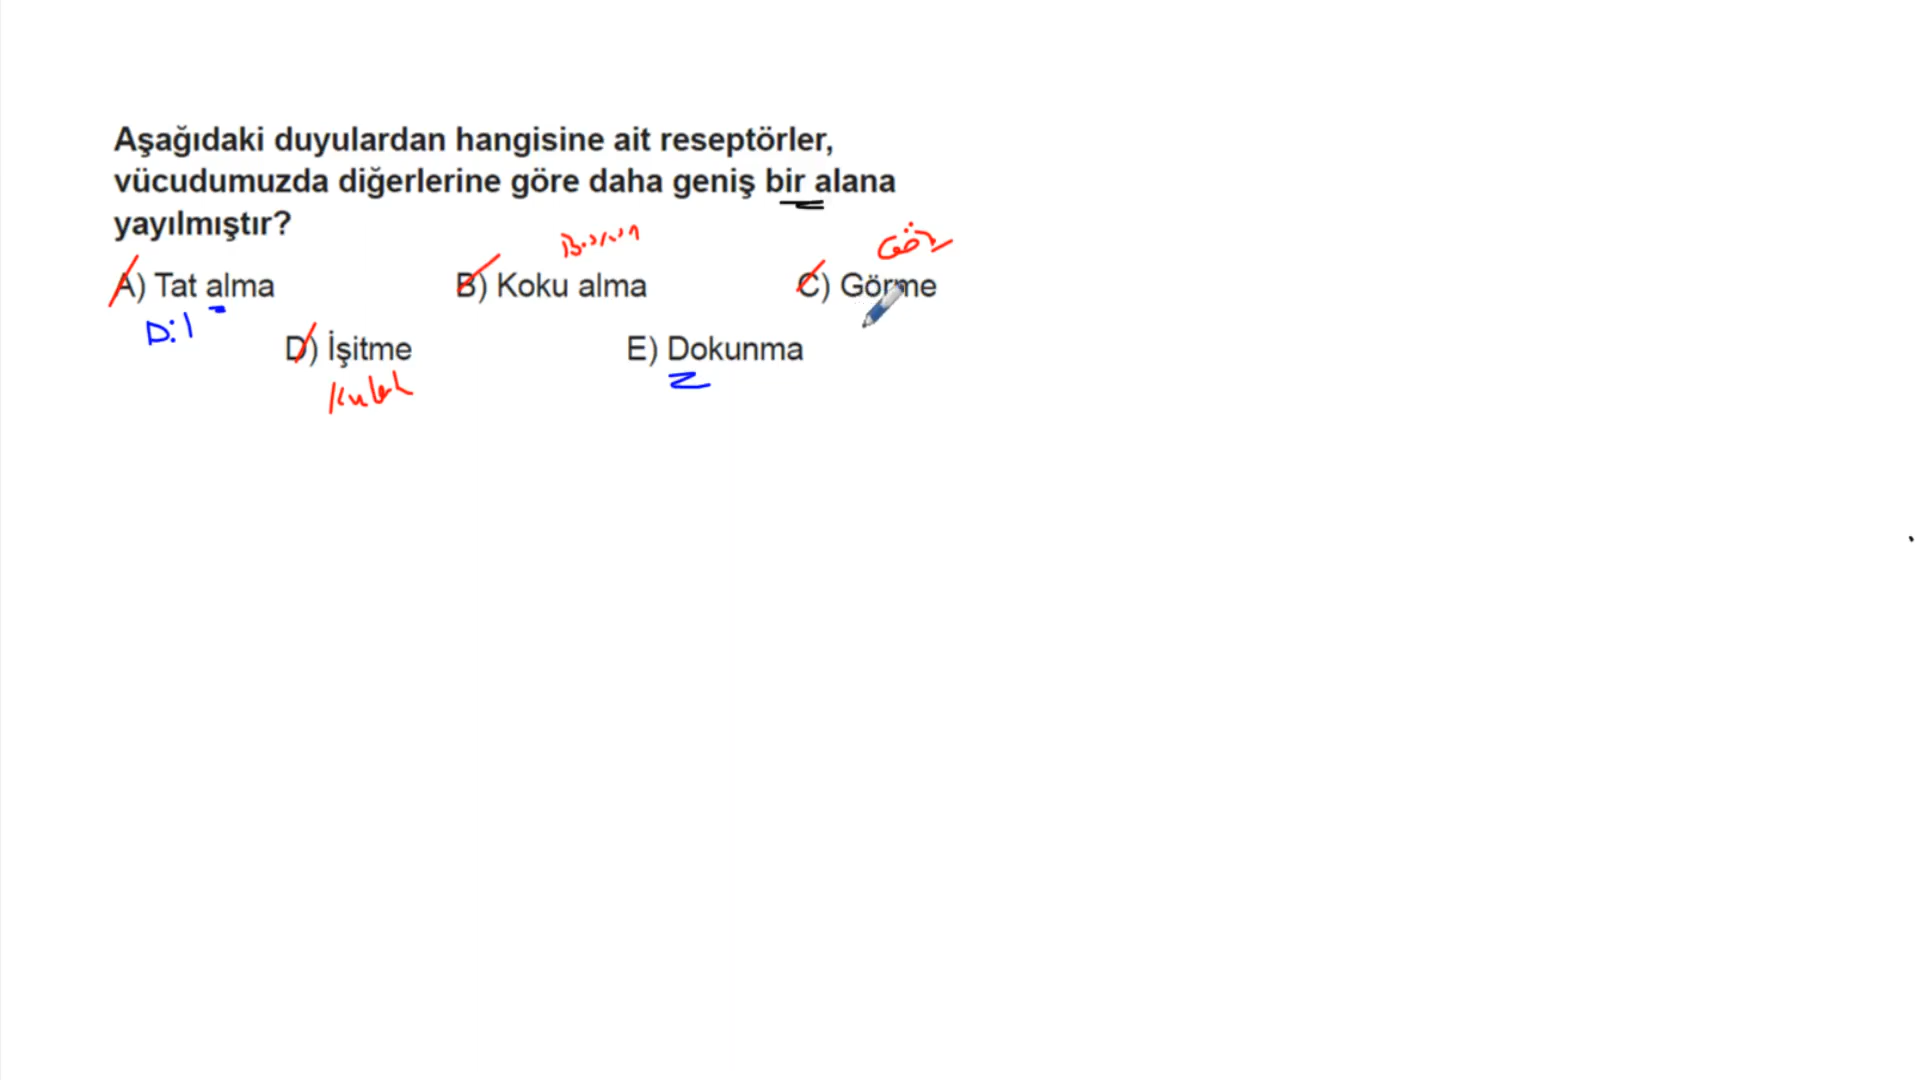 Aşağıdaki duyulardan hangisine ait reseptörler,
vücudumuzda diğerlerine göre daha geniş bir alana
yayılmıştır?
Burun
Göz
A) Tat alma B) Koku alma C) Görme
Dil
D) İşitme E) Dokunma
Kulak